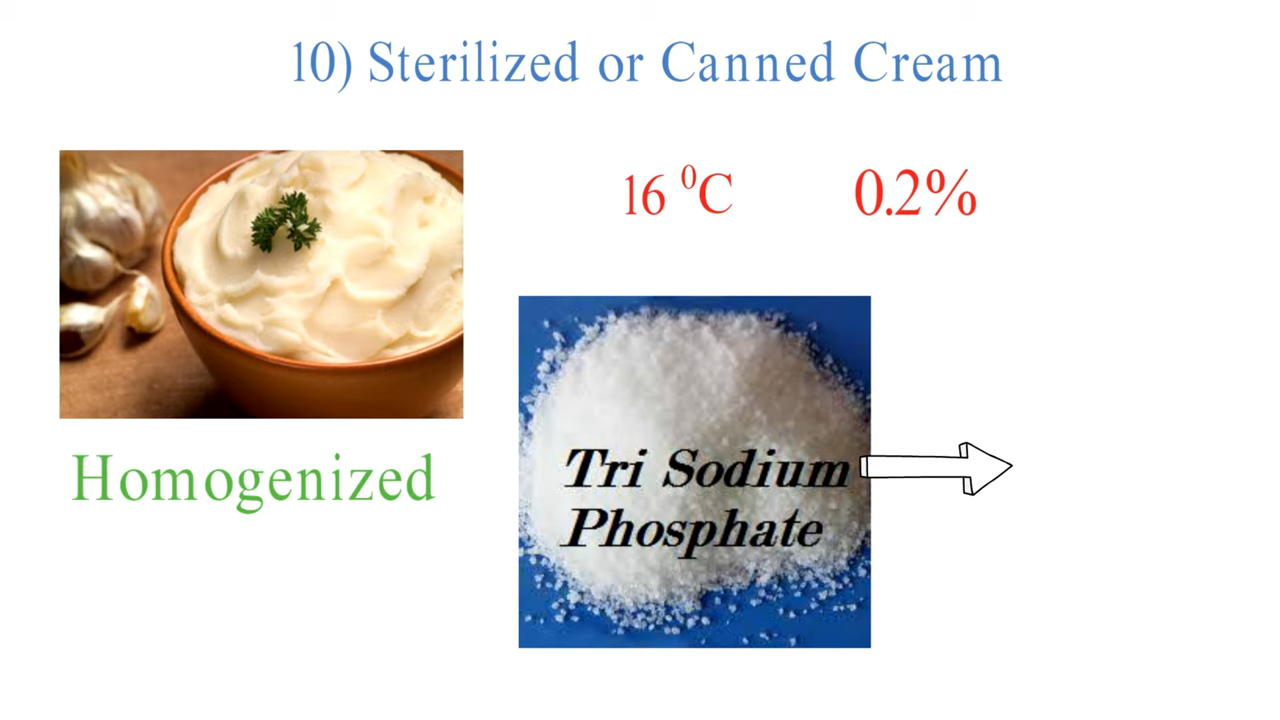 10) Sterilized or Canned Cream
16 ⁰C 0.2%
Homogenized
Tri Sodium
Phosphate